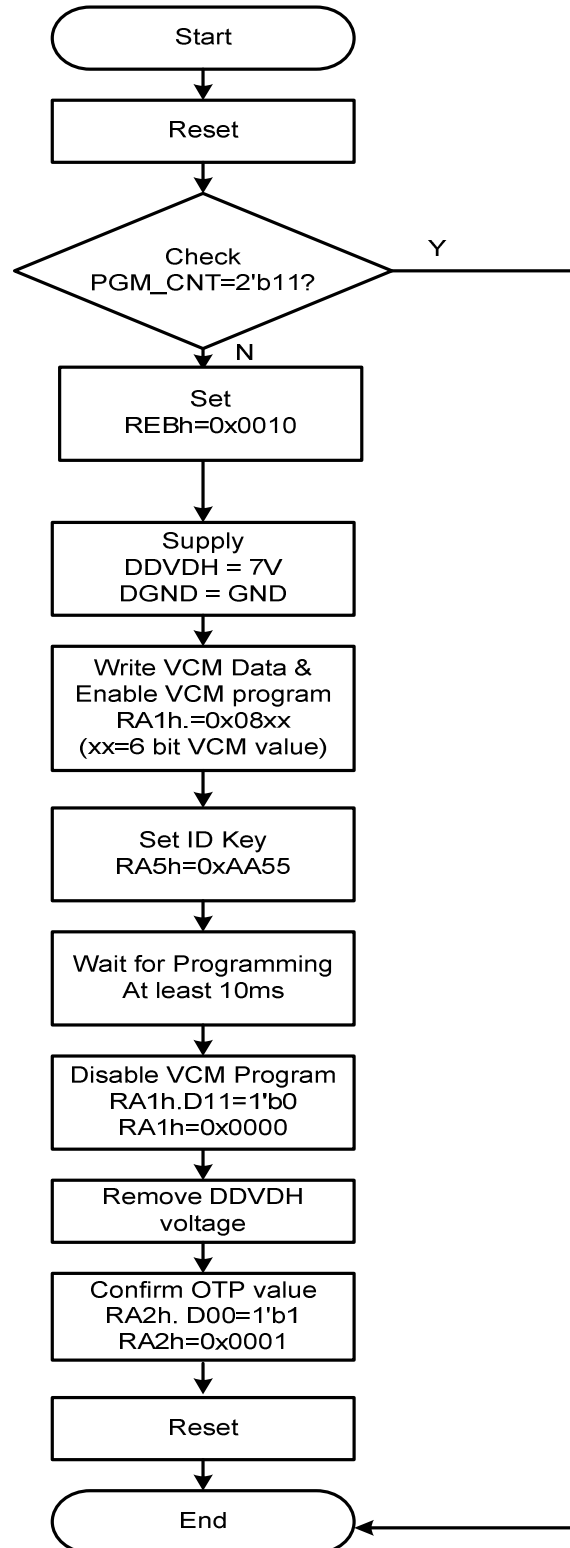 Start
Reset
Check
PGM_CNT=2'b11?
Y
N
Set
REBh=0x0010
Supply
DDVDH = 7V
DGND = GND
Write VCM Data &
Enable VCM program
RA1h.=0x08xx
(xx=6 bit VCM value)
Set ID Key
RA5h=0xAA55
Wait for Programming
At least 10ms
Disable VCM Program
RA1h.D11=1'b0
RA1h=0x0000
Remove DDVDH
voltage
Confirm OTP value
RA2h. D00=1'b1
RA2h=0x0001
Reset
End